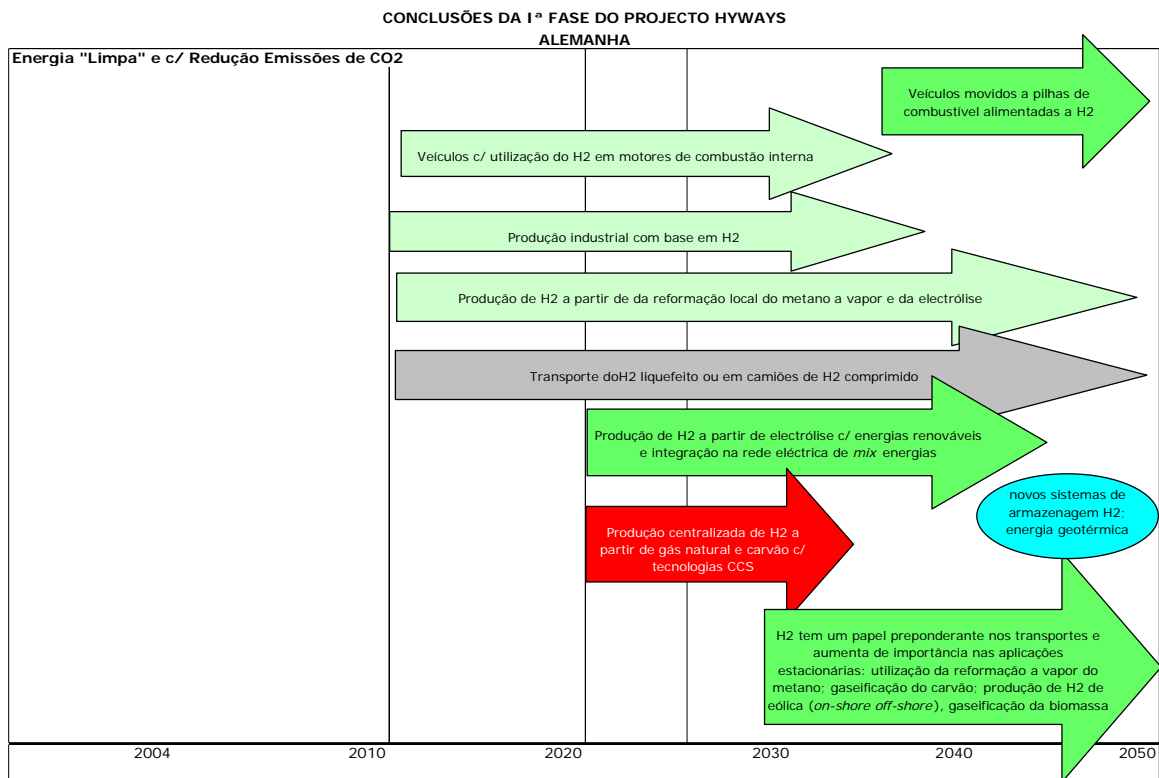 CONCLUSÕES DA Iª FASE DO PROJECTO HYWAYS
ALEMANHA
Energia "Limpa" e c/ Redução Emissões de CO2
Veículos movidos a pilhas de
combustível alimentadas a H2
Veículos c/ utilização do H2 em motores de combustão interna
Produção industrial com base em H2
Produção de H2 a partir de da reformação local do metano a vapor e da electrólise
Transporte doH2 liquefeito ou em camiões de H2 comprimido
Produção de H2 a partir de electrólise c/ energias renováveis
e integração na rede eléctrica de mix energias
novos sistemas de
armazenagem H2;
energia geotérmica
Produção centralizada de H2 a
partir de gás natural e carvão c/
tecnologias CCS
H2 tem um papel preponderante nos transportes e
aumenta de importância nas aplicações
estacionárias: utilização da reformação a vapor do
metano; gaseificação do carvão; produção de H2 de
eólica (on-shore off-shore), gaseificação da biomassa
2004 2010 2020 2030 2040 2050